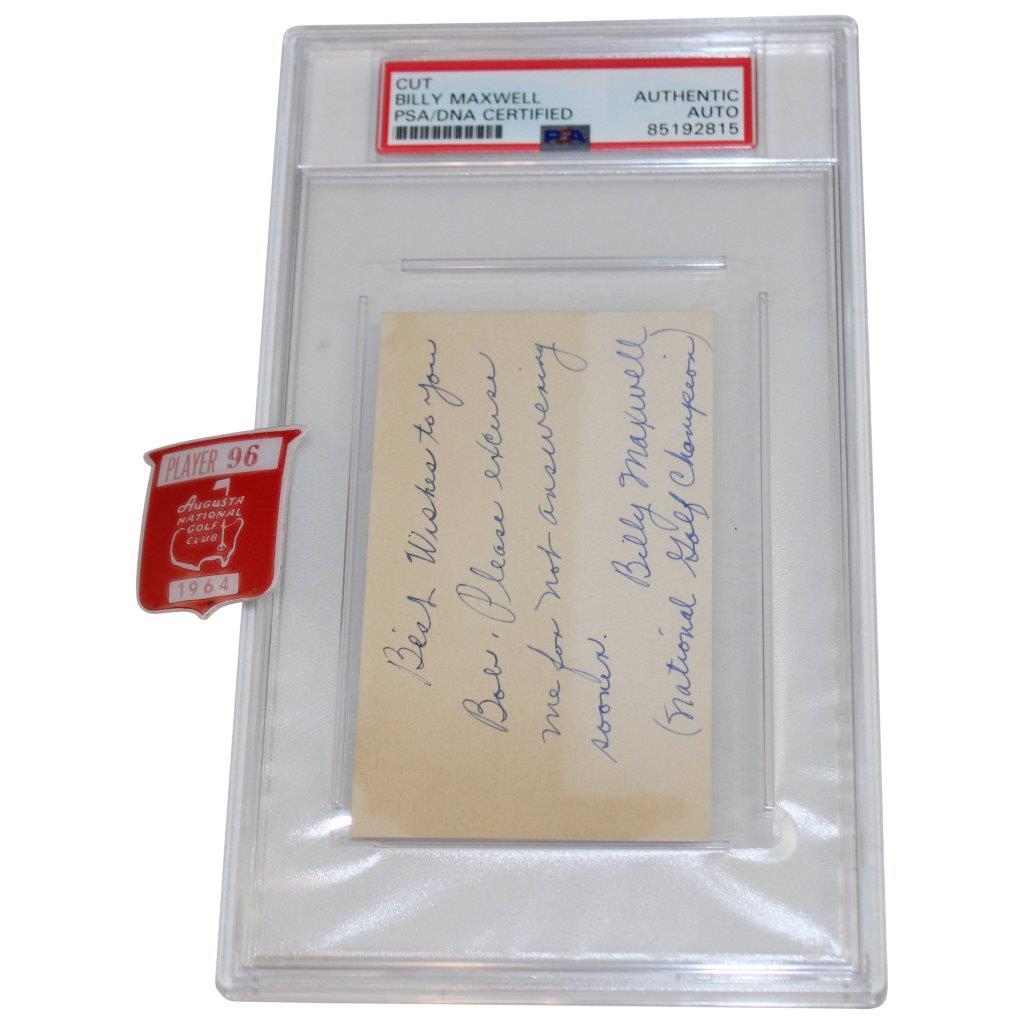 CUT
BILLY MAXWELL
PSA/DNA CERTIFIED
AUTHENTIC
AUTO
85192815
PSA
PLAYER 96
AUGUSTA
NATIONAL
GOLF
CLUB
1964
Best Wishes to you
Bob. Please excuse
me for not answering
sooner.
Billy Maxwell
(National Golf Champion)